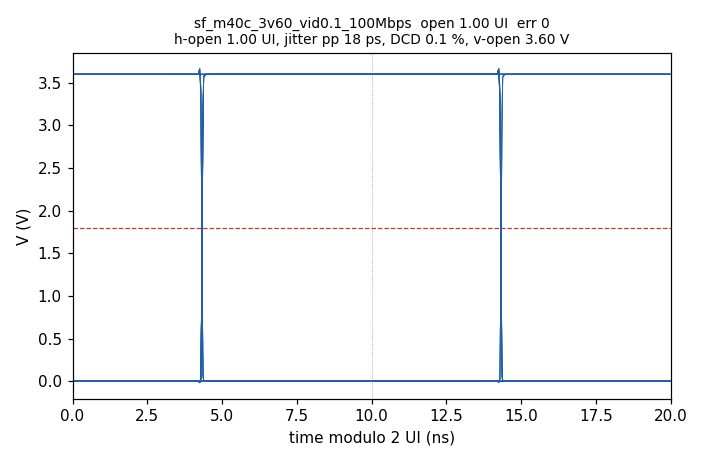 sf_m40c_3v60_vid0.1_100Mbps  open 1.00 UI  err 0
h-open 1.00 UI, jitter pp 18 ps, DCD 0.1 %, v-open 3.60 V
V (V)
3.5
3.0
2.5
2.0
1.5
1.0
0.5
0.0
0.0 2.5 5.0 7.5 10.0 12.5 15.0 17.5 20.0
time modulo 2 UI (ns)